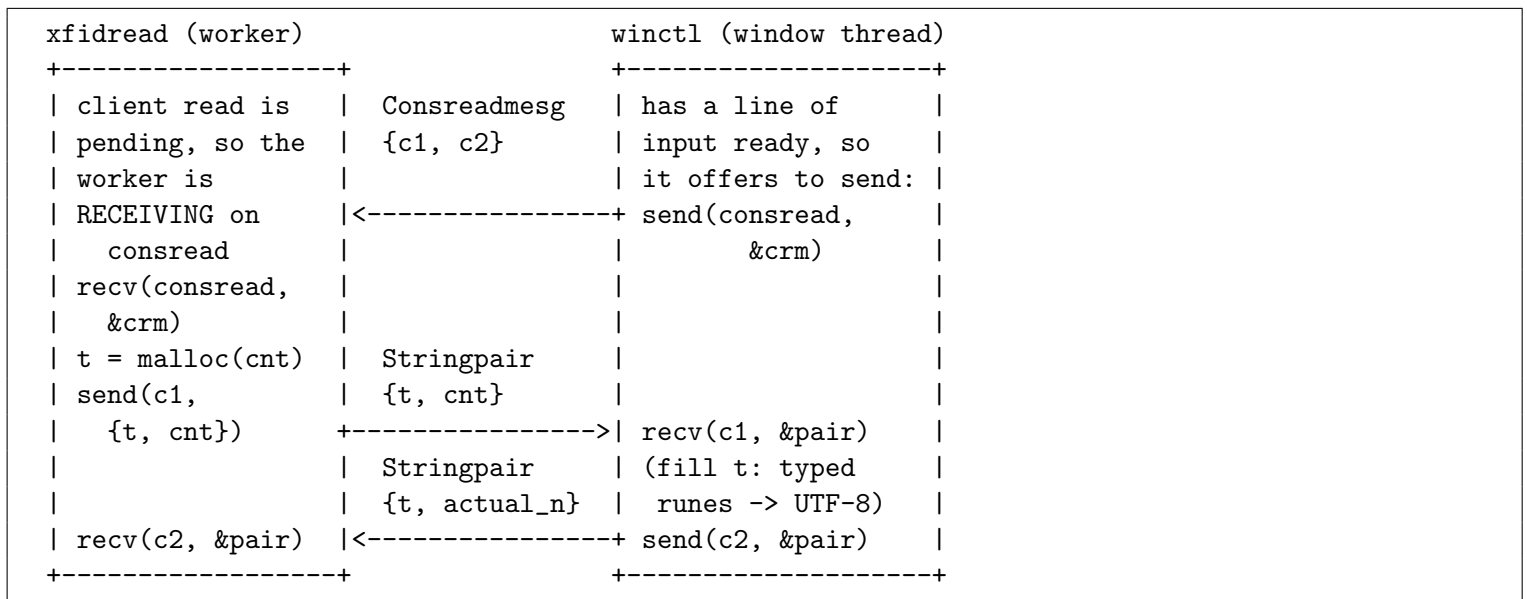 xfidread (worker)                    winctl (window thread)
+------------------+                 +--------------------+
| client read is   |  Consreadmesg   | has a line of      |
| pending, so the  |  {c1, c2}       | input ready, so    |
| worker is        |                 | it offers to send: |
| RECEIVING on     |<----------------+ send(consread,     |
|   consread       |                 |        &crm)       |
| recv(consread,   |                 |                    |
|   &crm)          |                 |                    |
| t = malloc(cnt)  |  Stringpair     |                    |
| send(c1,         |  {t, cnt}       |                    |
|   {t, cnt})      +---------------->| recv(c1, &pair)    |
|                  |  Stringpair     | (fill t: typed     |
|                  |  {t, actual_n}  |  runes -> UTF-8)   |
| recv(c2, &pair)  |<----------------+ send(c2, &pair)    |
+------------------+                 +--------------------+